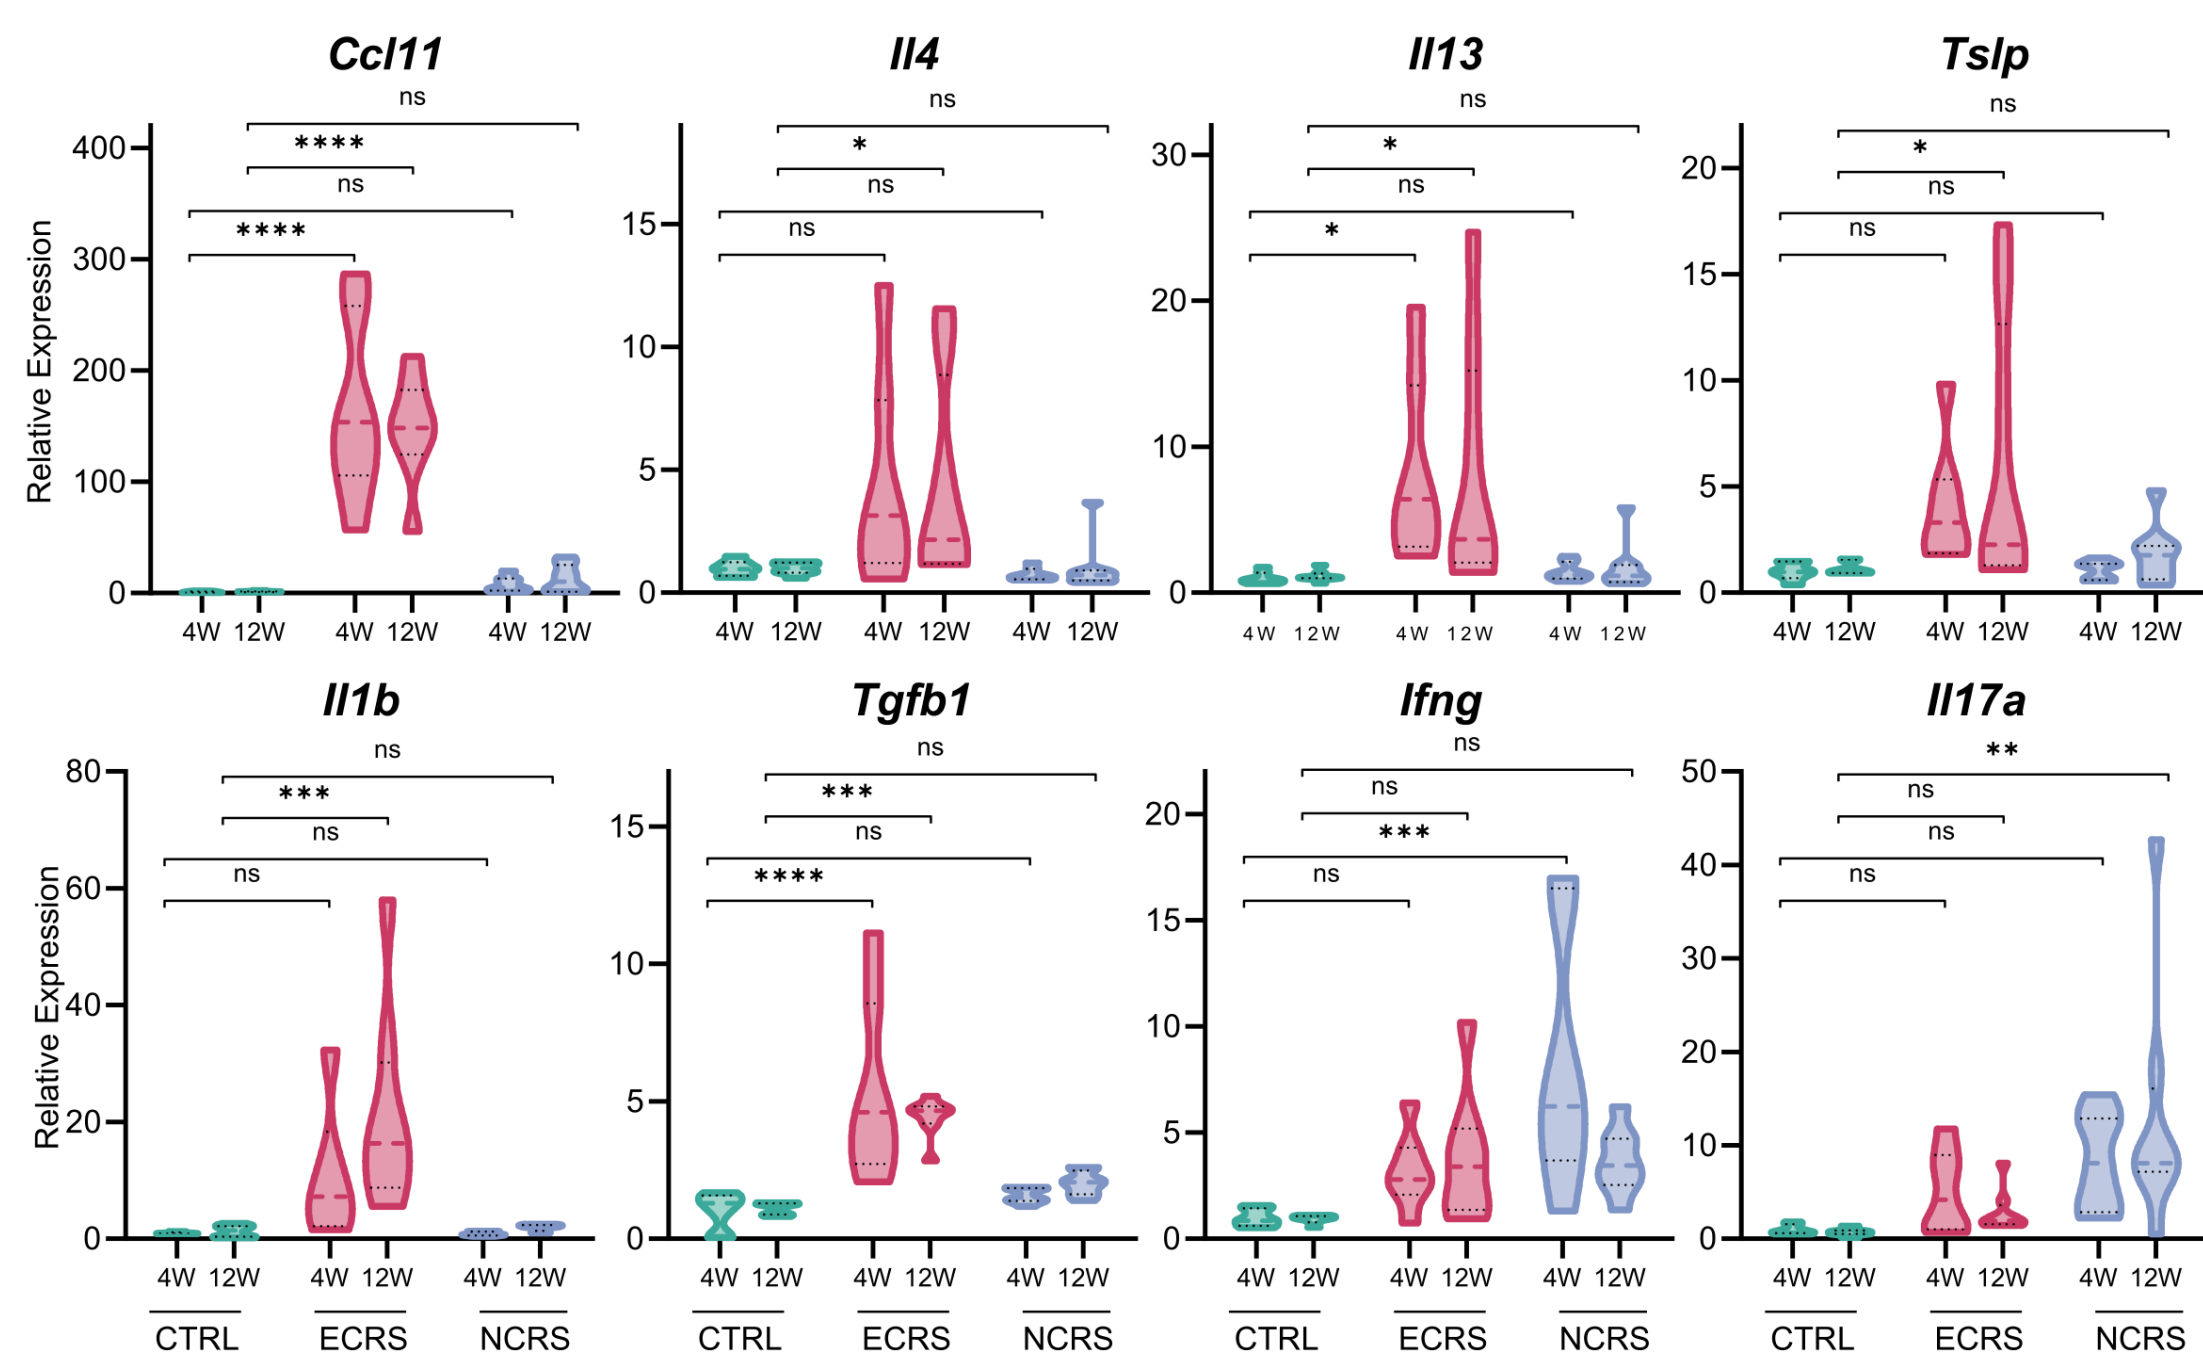 Ccl11 Il4 Il13 Tslp
ns ns ns ns
**** * * *
ns ns ns ns
**** ns * ns
Relative Expression
400
300
200
100
0
15
10
5
0
30
20
10
0
20
15
10
5
0
4W 12W 4W 12W 4W 12W 4W 12W 4W 12W 4W 12W 4W 12W 4W 12W 4W 12W 4W 12W 4W 12W 4W 12W
Il1b Tgfb1 Ifng Il17a
ns ns ns **
*** *** ns ns
ns ns *** ns
ns **** ns ns
Relative Expression
80
60
40
20
0
15
10
5
0
20
15
10
5
0
50
40
30
20
10
0
4W 12W 4W 12W 4W 12W 4W 12W 4W 12W 4W 12W 4W 12W 4W 12W 4W 12W 4W 12W 4W 12W 4W 12W
CTRL ECRS NCRS CTRL ECRS NCRS CTRL ECRS NCRS CTRL ECRS NCRS